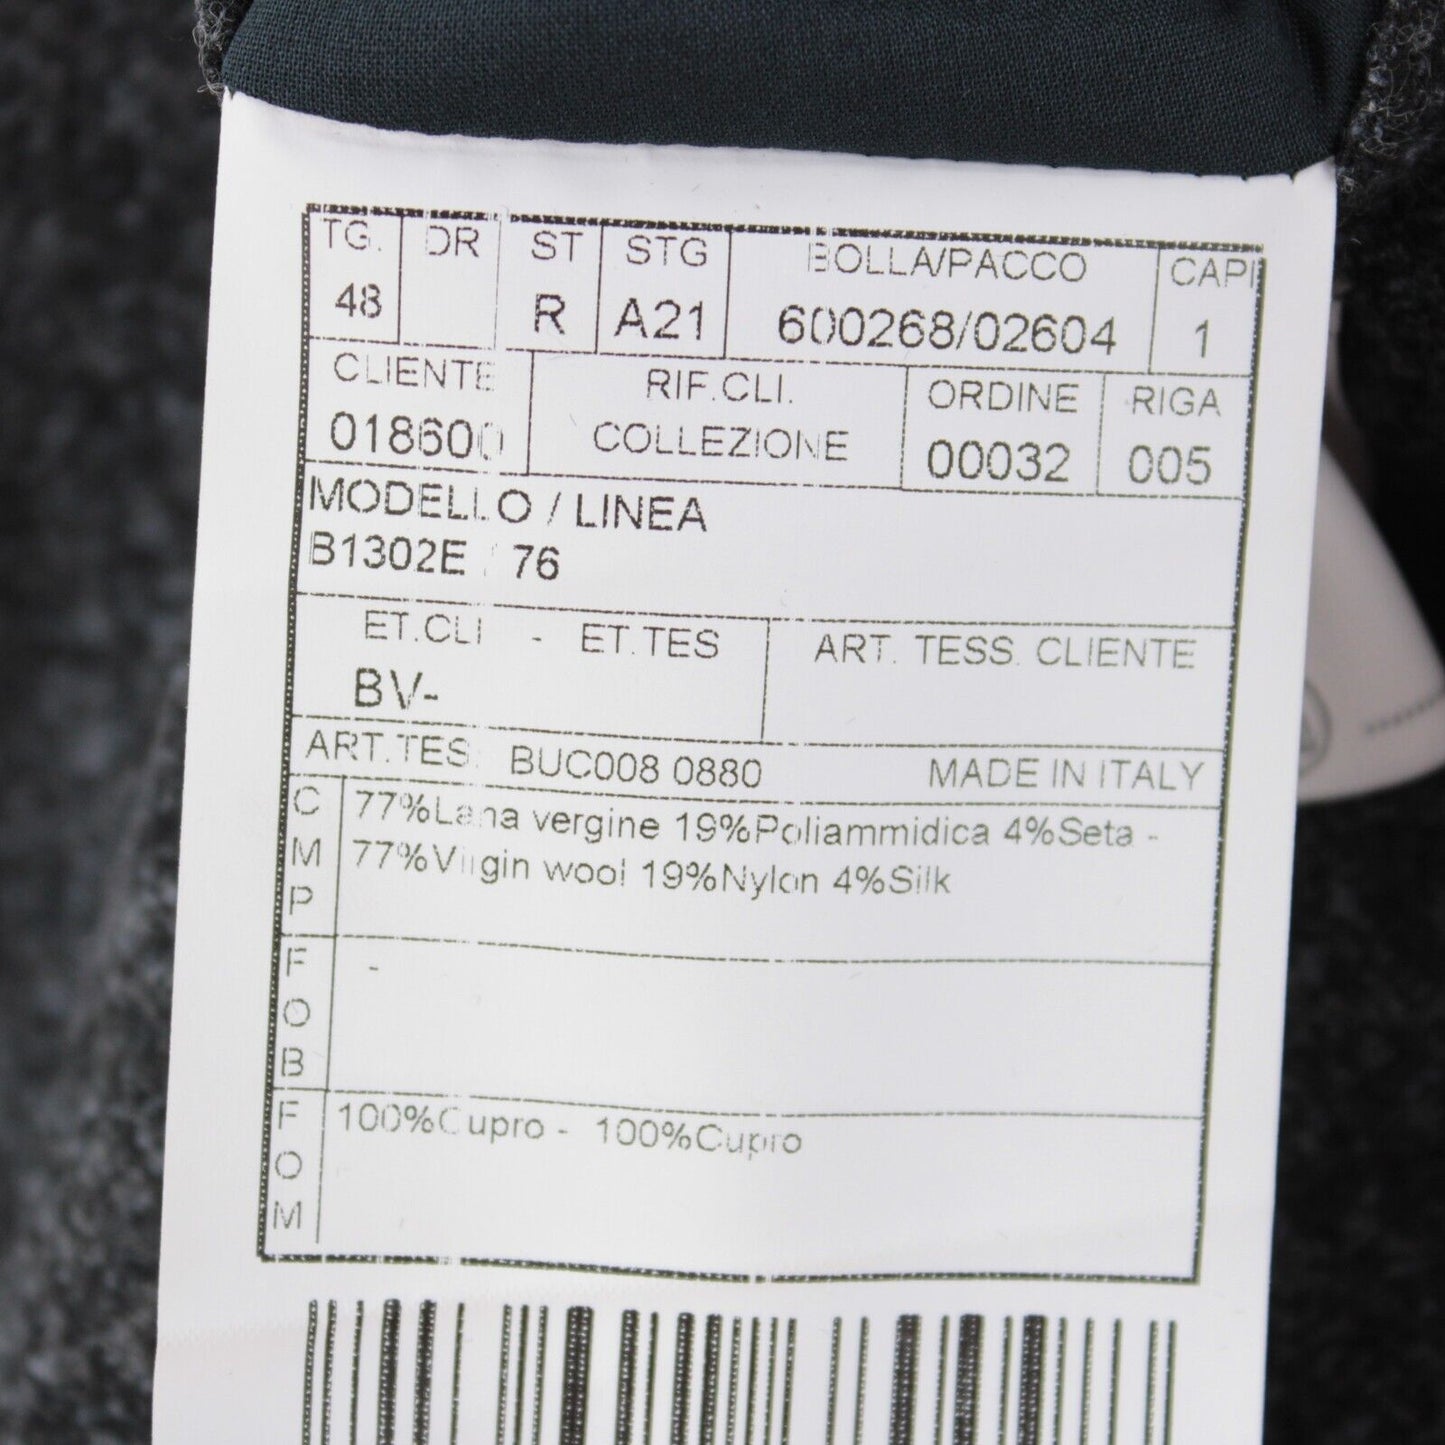 TG. DR ST STG BOLLA/PACCO CAPI
48 R A21 600268/02604 1
CLIENTE RIF.CLI. ORDINE RIGA
018600 COLLEZIONE 00032 005
MODELLO / LINEA
B1302E 76
ET.CLI - ET.TES ART. TESS. CLIENTE
BV-
ART.TES. BUC008 0880 MADE IN ITALY
CMP 77%Lana vergine 19%Poliammidica 4%Seta -
77%Virgin wool 19%Nylon 4%Silk
FOB -
FOM 100%Cupro - 100%Cupro